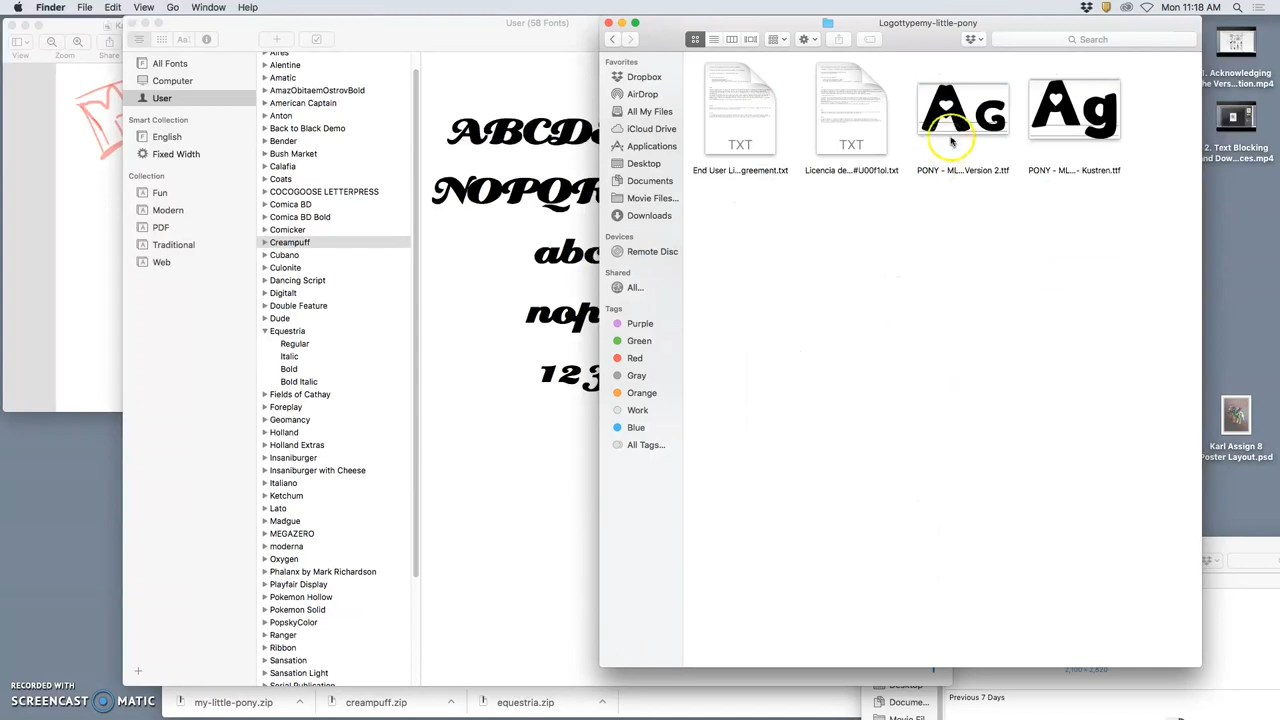 Finder File Edit View Go Window Help
Mon 11:18 AM
View Zoom Share
User (58 Fonts)
Logottypemy-little-pony
Search
All Fonts
Computer
User
Smart Collection
English
Fixed Width
Collection
Fun
Modern
PDF
Traditional
Web
Alentine
Amatic
AmazObitaemOstrovBold
American Captain
Anton
Back to Black Demo
Bender
Bush Market
Calafia
Coats
COCOGOOSE LETTERPRESS
Comica BD
Comica BD Bold
Comicker
Creampuff
Cubano
Culonite
Dancing Script
Digitalt
Double Feature
Dude
Equestria
Regular
Italic
Bold
Bold Italic
Fields of Cathay
Foreplay
Geomancy
Holland
Holland Extras
Insaniburger
Insaniburger with Cheese
Italiano
Ketchum
Lato
Madgue
MEGAZERO
moderna
Oxygen
Phalanx by Mark Richardson
Playfair Display
Pokemon Hollow
Pokemon Solid
PopskyColor
Ranger
Ribbon
Sansation
Sansation Light
Serial Publication
ABCD
NOPQR
abc
nop
123
Favorites
Dropbox
AirDrop
All My Files
iCloud Drive
Applications
Desktop
Documents
Movie Files...
Downloads
Devices
Remote Disc
Shared
All...
Tags
Purple
Green
Red
Gray
Orange
Work
Blue
All Tags...
TXT
End User Li...greement.txt
TXT
Licencia de...#U00f1ol.txt
AG
PONY - ML...Version 2.ttf
Ag
PONY - ML... - Kustren.ttf
1. Acknowledging
the Vers...tion.mp4
2. Text Blocking
and Dow...ces.mp4
Karl Assign 8
Poster Layout.psd
Docume...
Previous 7 Days
my-little-pony.zip
creampuff.zip
equestria.zip
RECORDED WITH
SCREENCAST MATIC